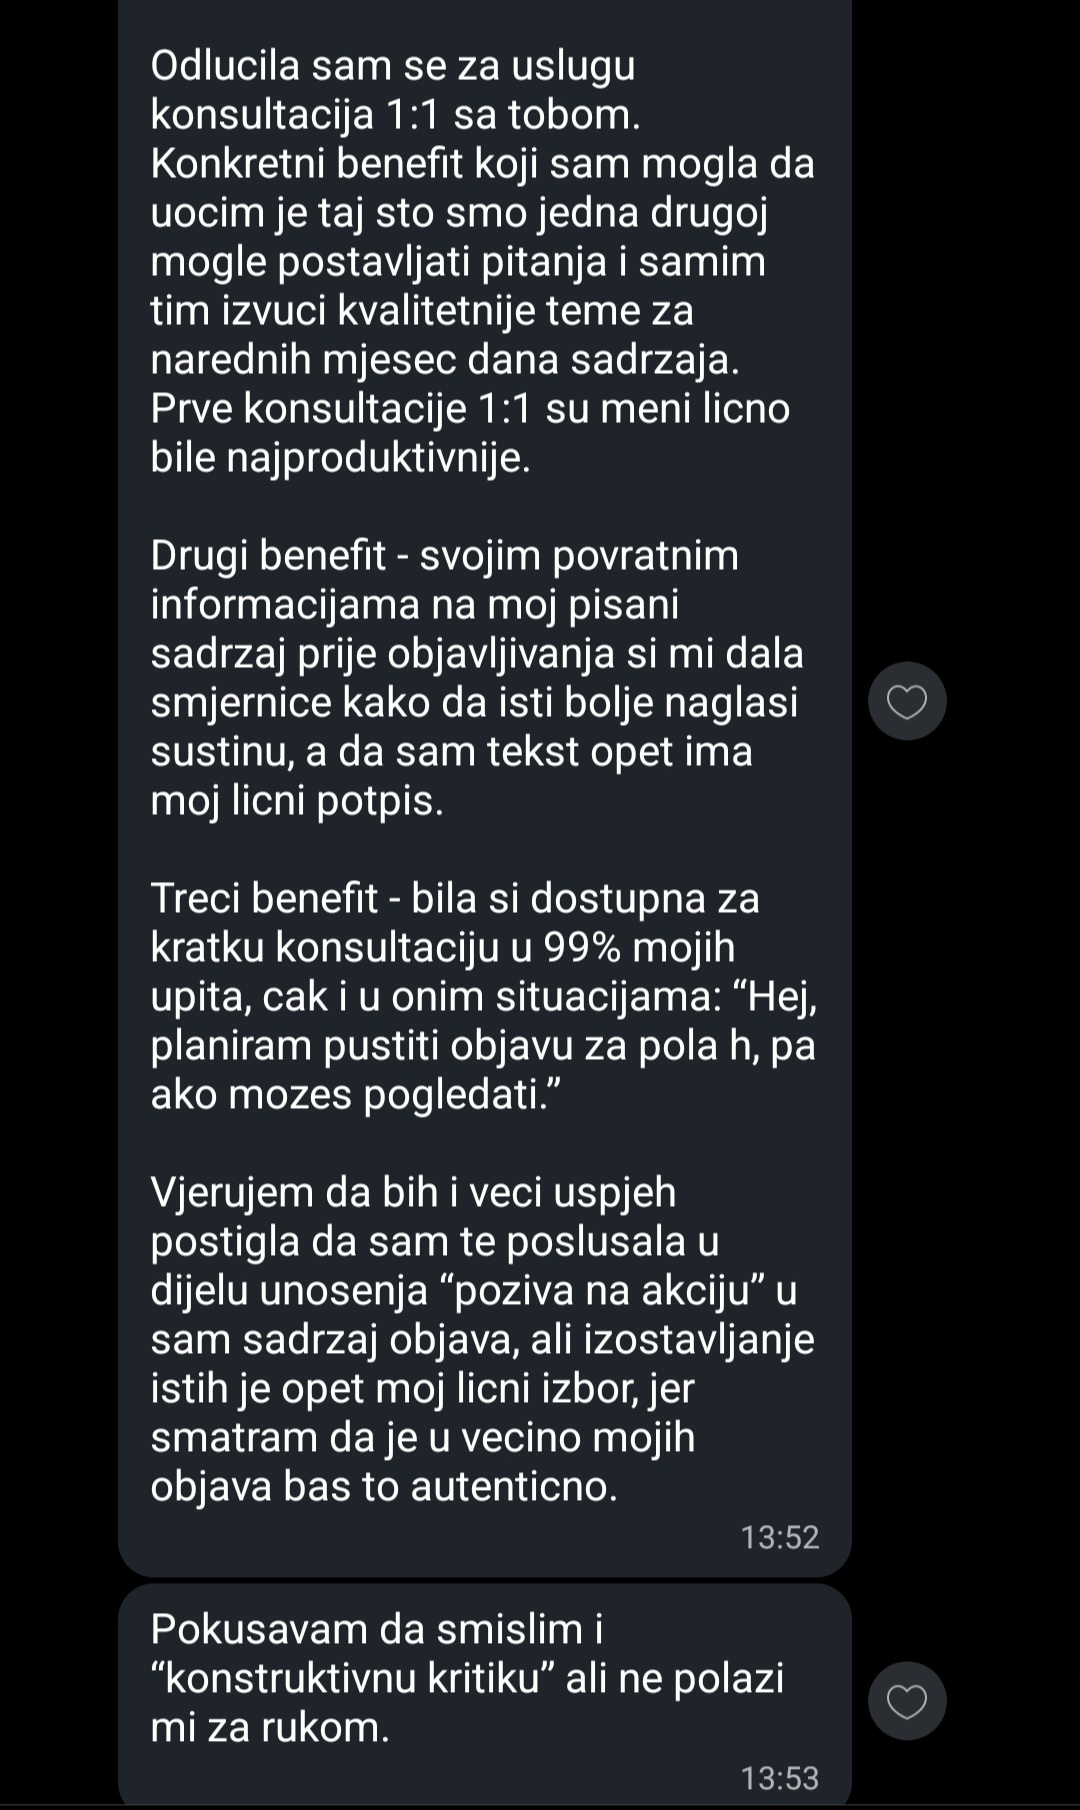 Odlucila sam se za uslugu
konsultacija 1:1 sa tobom.
Konkretni benefit koji sam mogla da
uocim je taj sto smo jedna drugoj
mogle postavljati pitanja i samim
tim izvuci kvalitetnije teme za
narednih mjesec dana sadrzaja.
Prve konsultacije 1:1 su meni licno
bile najproduktivnije.
Drugi benefit - svojim povratnim
informacijama na moj pisani
sadrzaj prije objavljivanja si mi dala
smjernice kako da isti bolje naglasi
sustinu, a da sam tekst opet ima
moj licni potpis.
Treci benefit - bila si dostupna za
kratku konsultaciju u 99% mojih
upita, cak i u onim situacijama: “Hej,
planiram pustiti objavu za pola h, pa
ako mozes pogledati.”
Vjerujem da bih i veci uspjeh
postigla da sam te poslusala u
dijelu unosenja “poziva na akciju” u
sam sadrzaj objava, ali izostavljanje
istih je opet moj licni izbor, jer
smatram da je u vecino mojih
objava bas to autenticno.
13:52
Pokusavam da smislim i
“konstruktivnu kritiku” ali ne polazi
mi za rukom.
13:53